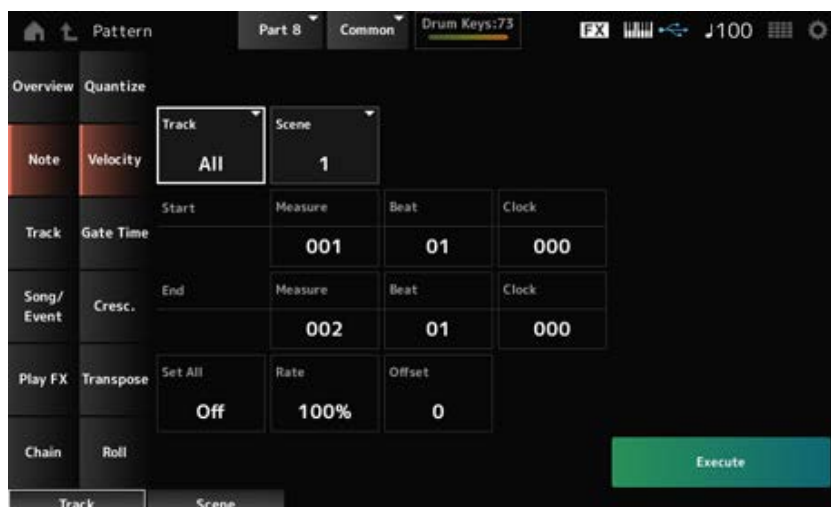 Pattern
Part 8
Common
Drum Keys:73
FX
♩100
Overview
Quantize
Note
Velocity
Track
All
Scene
1
Track
Gate Time
Start
Measure
001
Beat
01
Clock
000
Song/
Event
Cresc.
End
Measure
002
Beat
01
Clock
000
Play FX
Transpose
Set All
Off
Rate
100%
Offset
0
Chain
Roll
Execute
Track
Scene